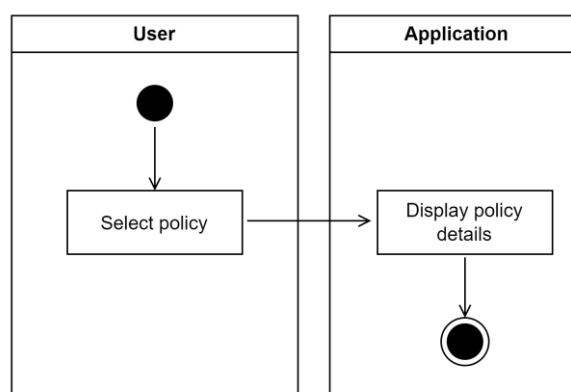 User
Application
Select policy
Display policy
details